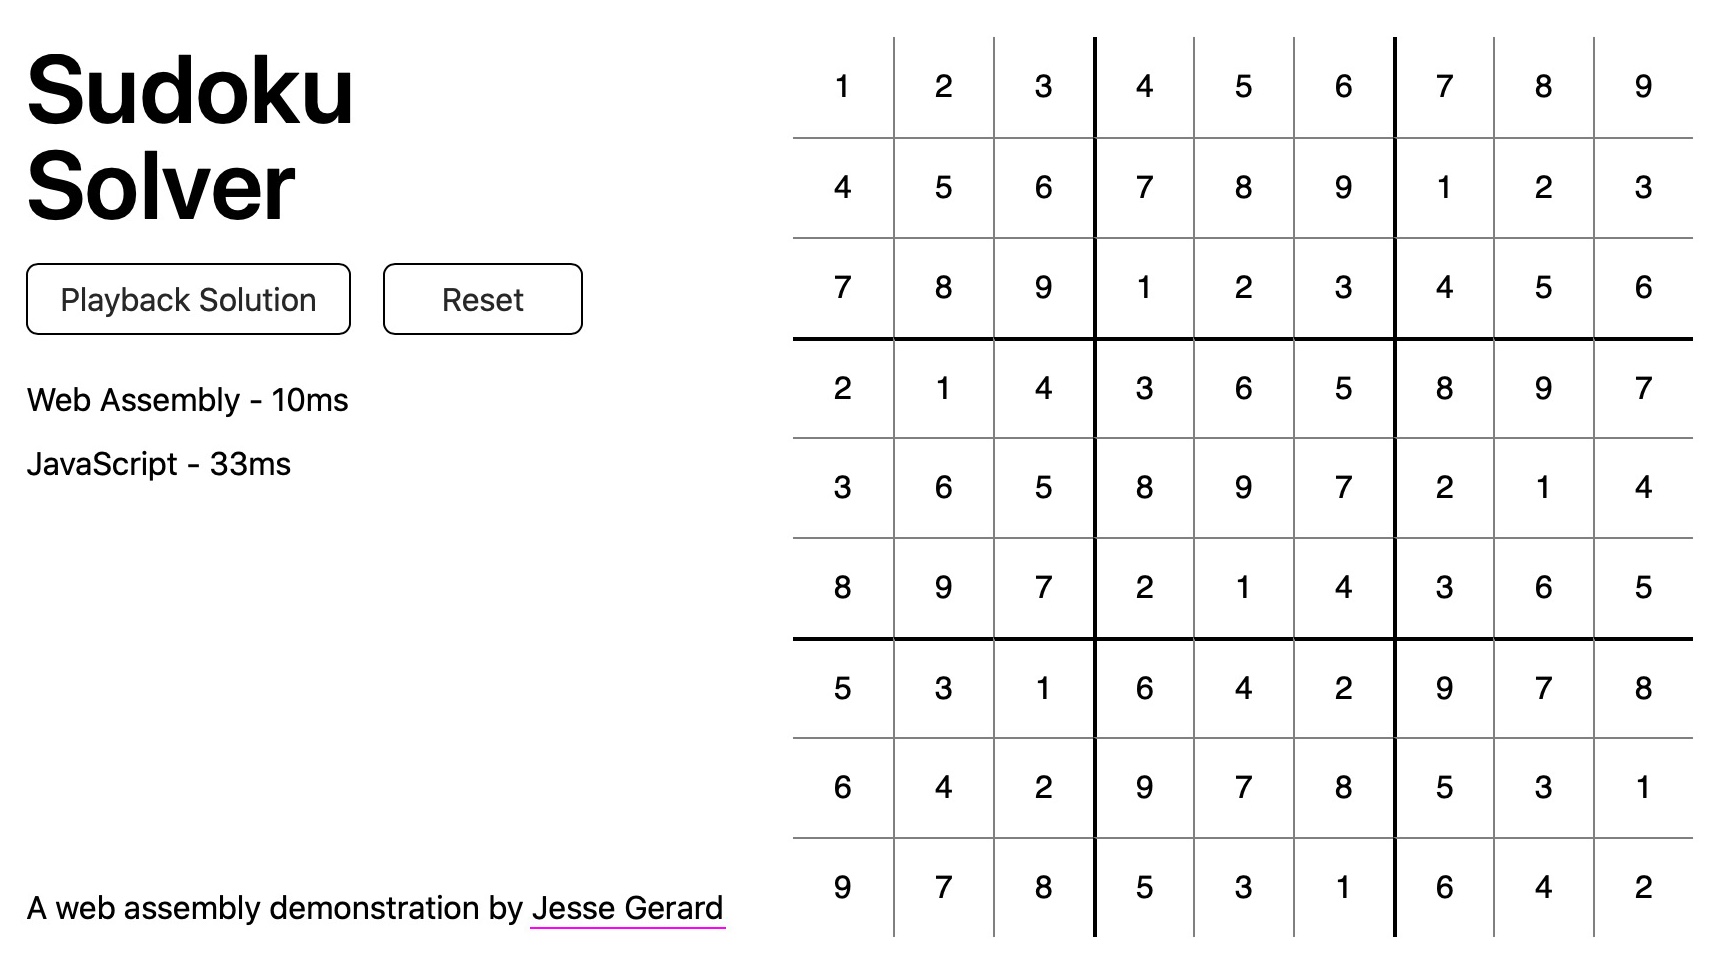 Sudoku
Solver
Playback Solution
Reset
Web Assembly - 10ms
JavaScript - 33ms
A web assembly demonstration by Jesse Gerard
1 2 3 4 5 6 7 8 9
4 5 6 7 8 9 1 2 3
7 8 9 1 2 3 4 5 6
2 1 4 3 6 5 8 9 7
3 6 5 8 9 7 2 1 4
8 9 7 2 1 4 3 6 5
5 3 1 6 4 2 9 7 8
6 4 2 9 7 8 5 3 1
9 7 8 5 3 1 6 4 2